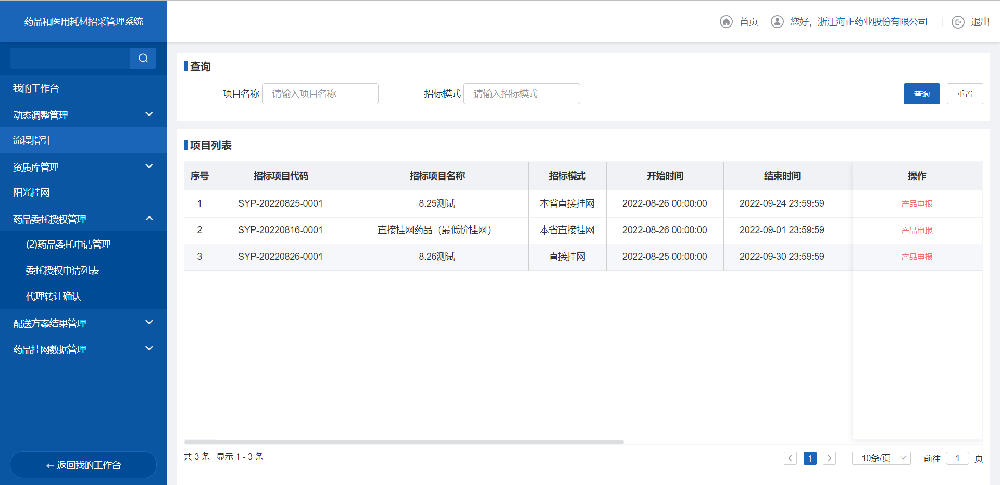 药品和医用耗材招采管理系统
首页 您好，浙江海正药业股份有限公司 退出
我的工作台
动态调整管理
流程指引
资质库管理
阳光挂网
药品委托授权管理
(2)药品委托申请管理
委托授权申请列表
代理转让确认
配送方案结果管理
药品挂网数据管理
返回我的工作台
查询
项目名称 请输入项目名称 招标模式 请输入招标模式 查询 重置
项目列表
序号 招标项目代码 招标项目名称 招标模式 开始时间 结束时间 操作
1 SYP-20220825-0001 8.25测试 本省直接挂网 2022-08-26 00:00:00 2022-09-24 23:59:59 产品申报
2 SYP-20220816-0001 直接挂网药品（最低价挂网） 本省直接挂网 2022-08-26 00:00:00 2022-09-01 23:59:59 产品申报
3 SYP-20220826-0001 8.26测试 直接挂网 2022-08-25 00:00:00 2022-09-30 23:59:59 产品申报
共 3 条 显示 1 - 3 条 1 10条/页 前往 1 页